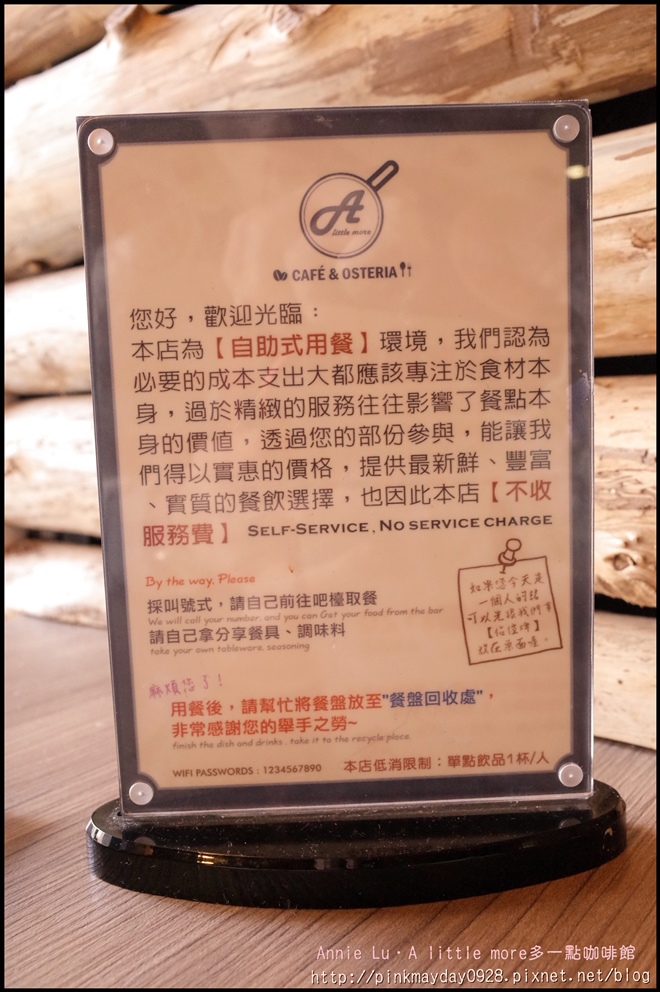 A
little more
CAFÉ & OSTERIA
您好，歡迎光臨：
本店為【自助式用餐】環境，我們認為
必要的成本支出大都應該專注於食材本
身，過於精緻的服務往往影響了餐點本
身的價值，透過您的部份參與，能讓我
們得以實惠的價格，提供最新鮮、豐富
、實質的餐飲選擇，也因此本店【不收
服務費】 SELF-SERVICE, NO SERVICE CHARGE
By the way, Please
採叫號式，請自己前往吧檯取餐
We will call your number, and you can Get your food from the bar
請自己拿分享餐具、調味料
take your own tableware, seasoning
如果您今天是
一個人的話
可以先跟我們拿
放在桌面喔。
麻煩您了！
用餐後，請幫忙將餐盤放至"餐盤回收處"，
非常感謝您的舉手之勞~
finish the dish and drinks . take it to the recycle place
WIFI PASSWORDS : 1234567890
本店低消限制：單點飲品1杯/人
Annie Lu·A little more多一點咖啡館
http://pinkmayday0928.pixnet.net/blog